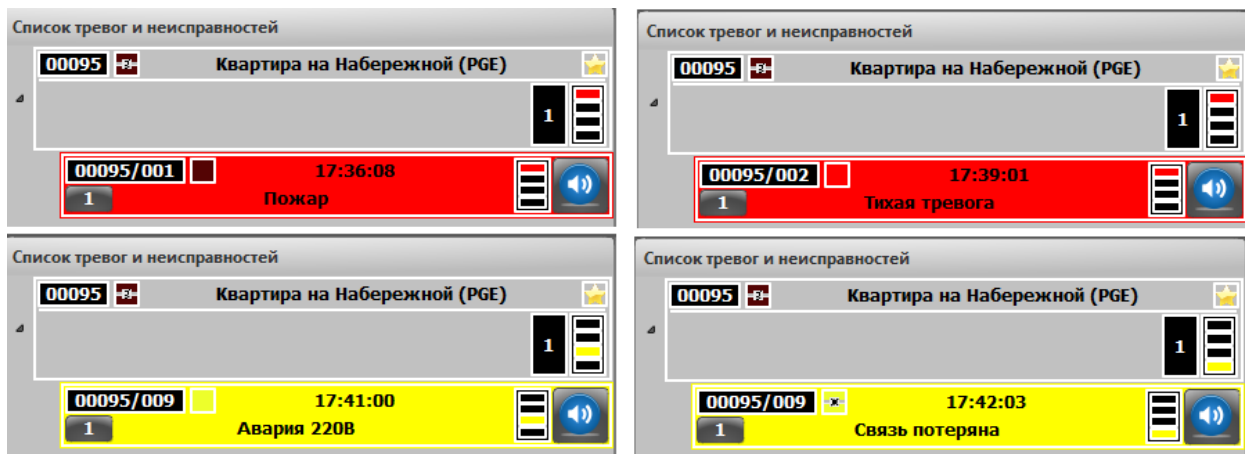 Список тревог и неисправностей
00095 Квартира на Набережной (PGE)
1
00095/001 17:36:08
1 Пожар
Список тревог и неисправностей
00095 Квартира на Набережной (PGE)
1
00095/002 17:39:01
1 Тихая тревога
Список тревог и неисправностей
00095 Квартира на Набережной (PGE)
1
00095/009 17:41:00
1 Авария 220В
Список тревог и неисправностей
00095 Квартира на Набережной (PGE)
1
00095/009 17:42:03
1 Связь потеряна